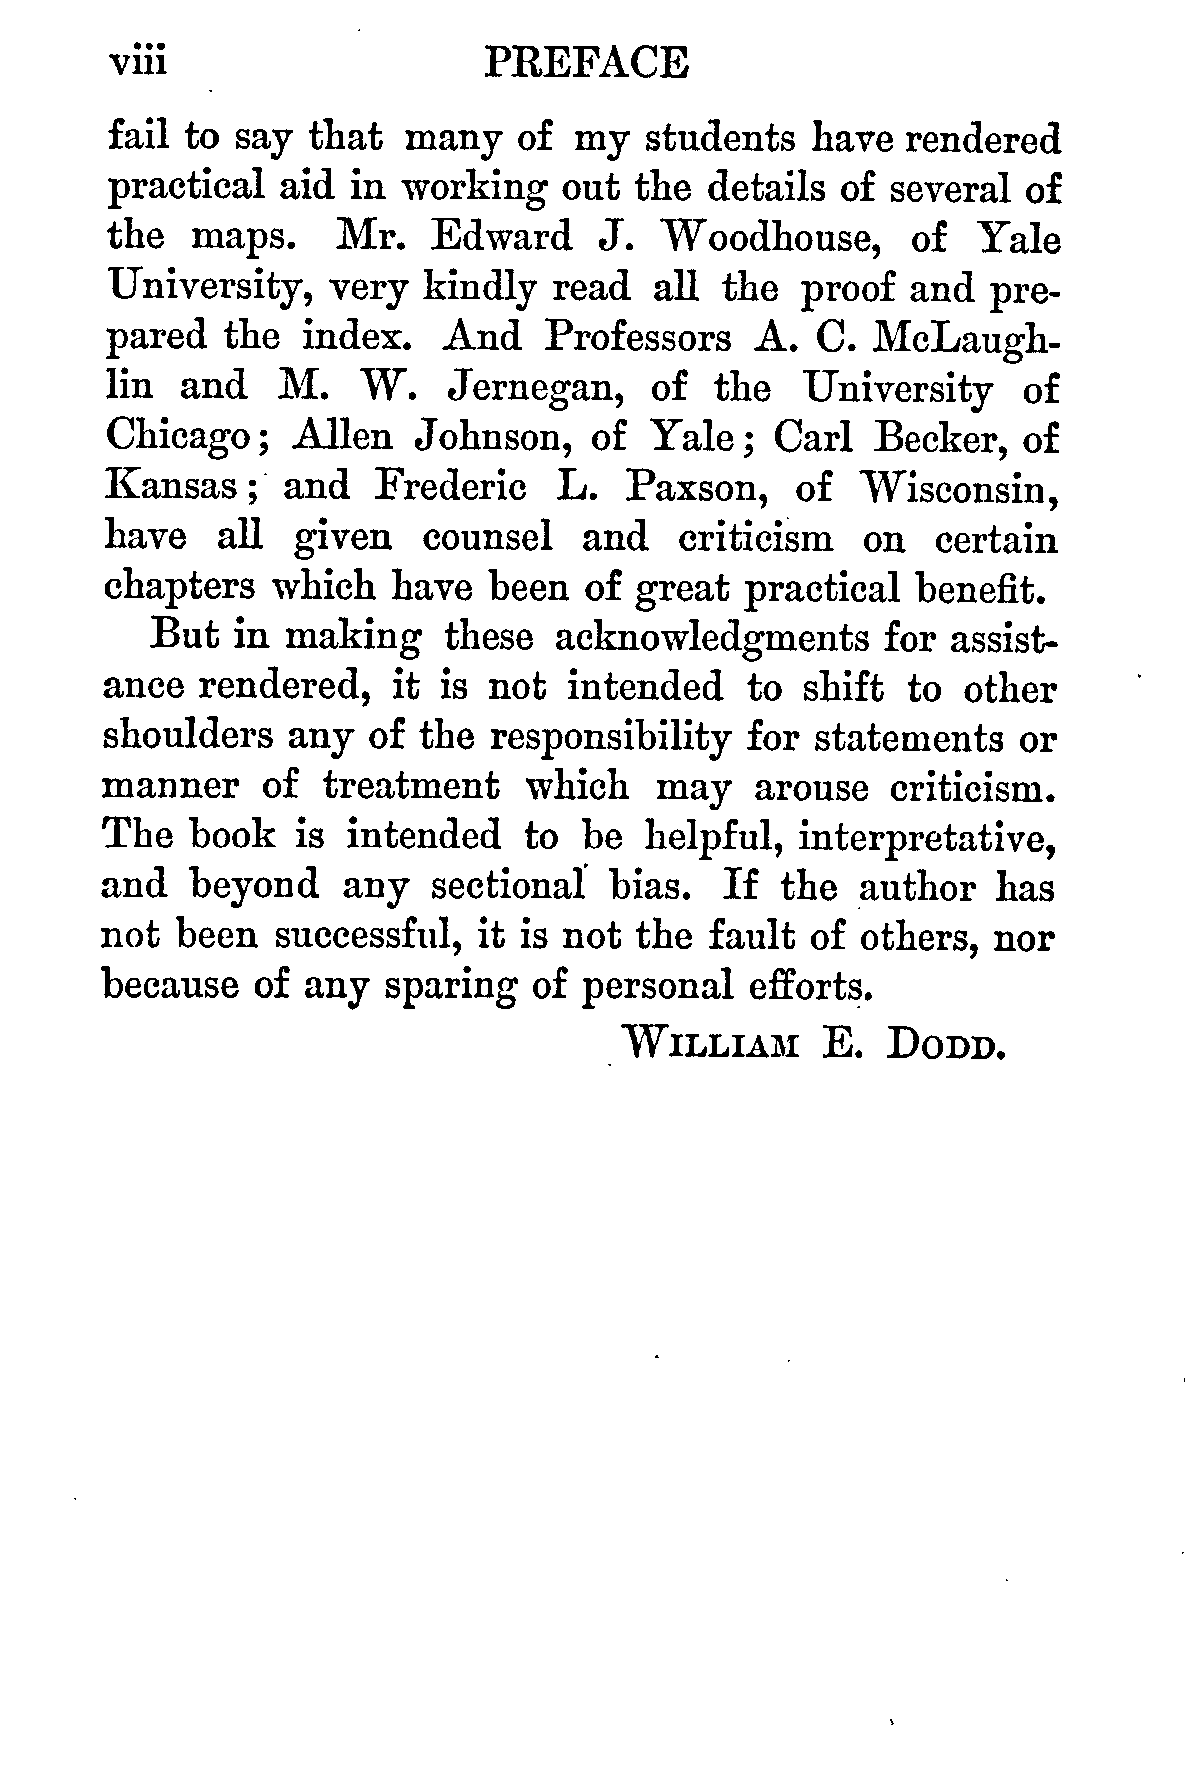 viii PREFACE
fail to say that many of my students have rendered
practical aid in working out the details of several of
the maps. Mr. Edward J. Woodhouse, of Yale
University, very kindly read all the proof and pre-
pared the index. And Professors A. C. McLaugh-
lin and M. W. Jernegan, of the University of
Chicago; Allen Johnson, of Yale; Carl Becker, of
Kansas; and Frederic L. Paxson, of Wisconsin,
have all given counsel and criticism on certain
chapters which have been of great practical benefit.
But in making these acknowledgments for assist-
ance rendered, it is not intended to shift to other
shoulders any of the responsibility for statements or
manner of treatment which may arouse criticism.
The book is intended to be helpful, interpretative,
and beyond any sectional bias. If the author has
not been successful, it is not the fault of others, nor
because of any sparing of personal efforts.
WILLIAM E. DODD.